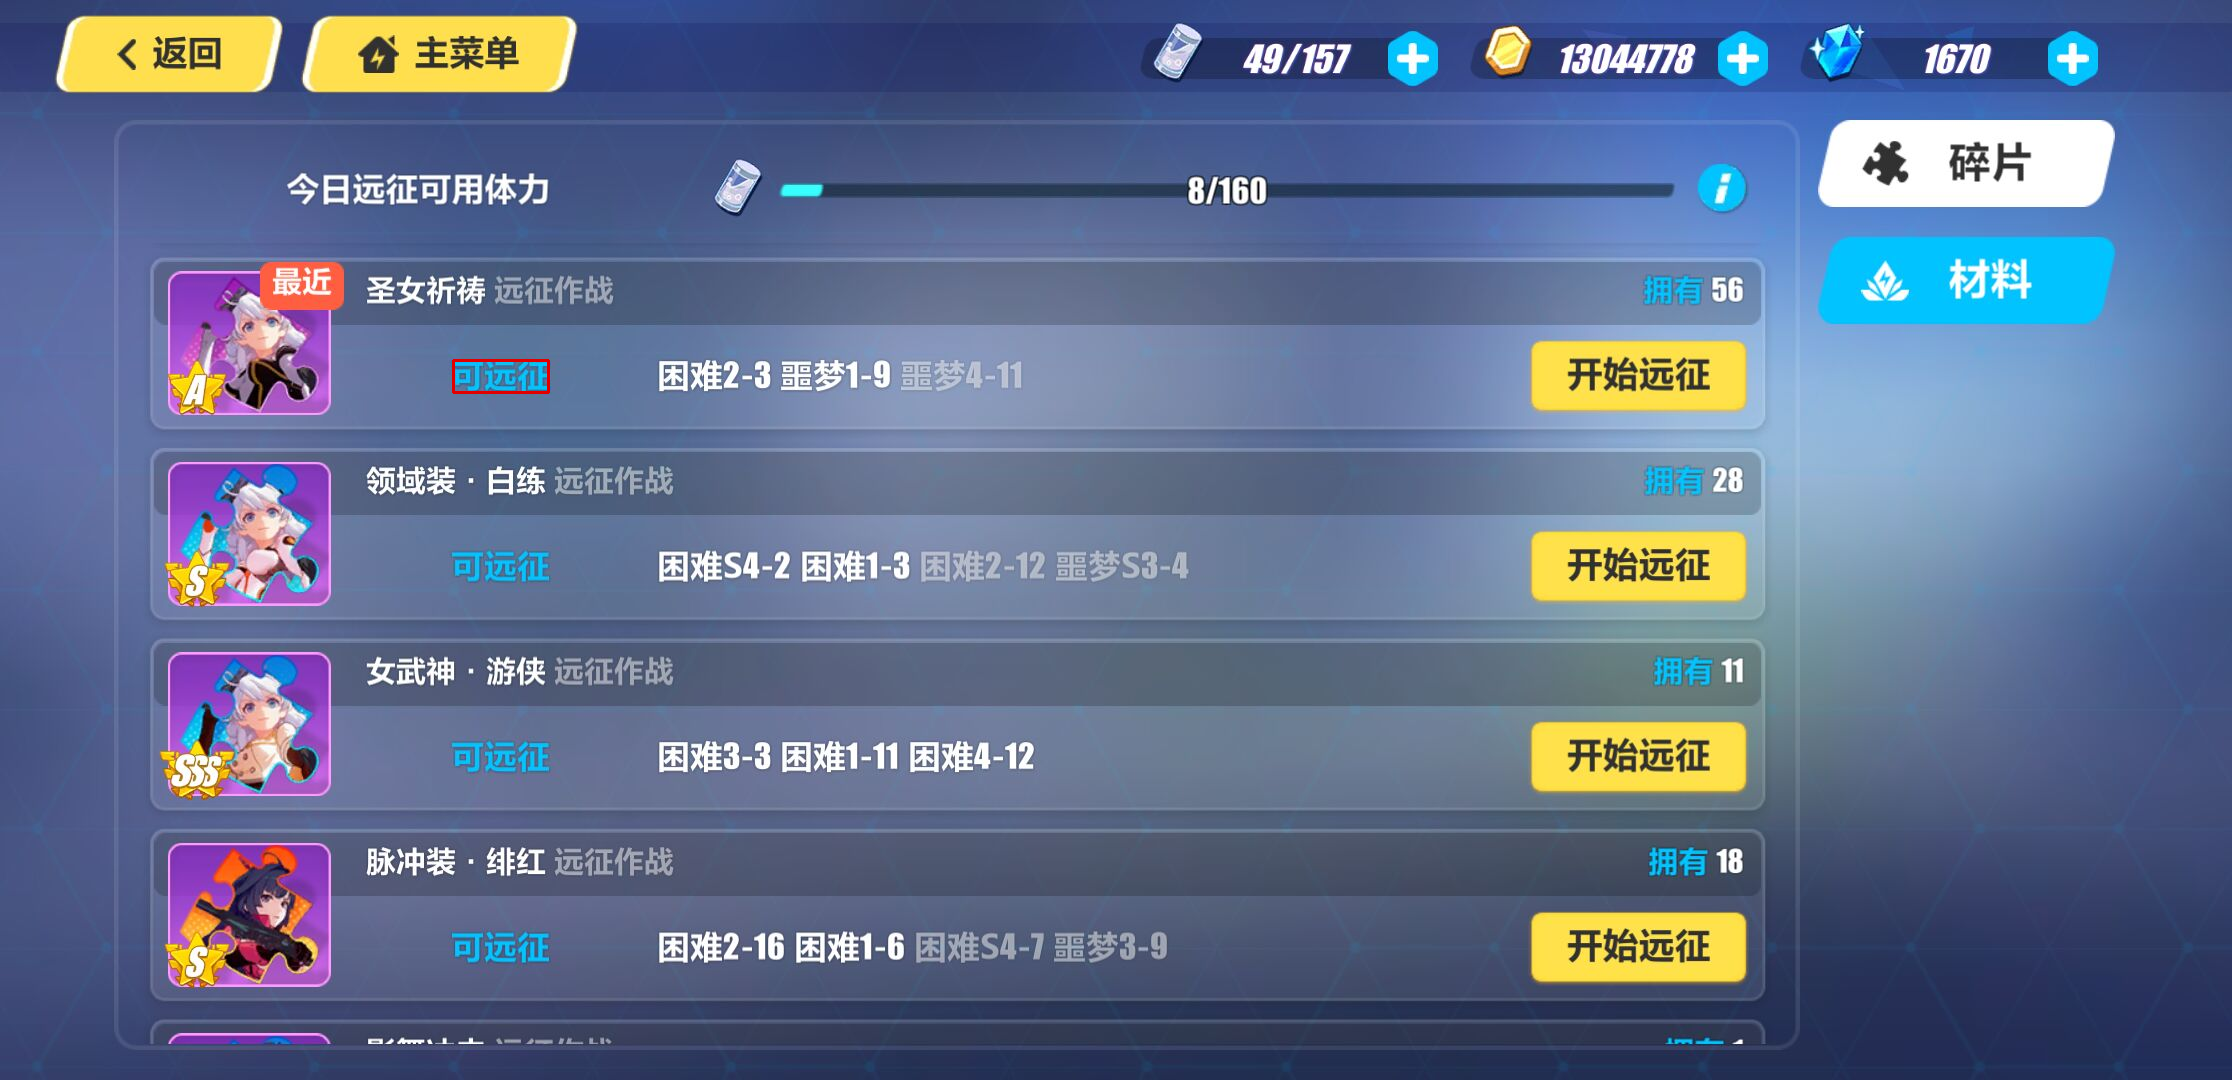 返回
主菜单
49/157
13044778
1670
今日远征可用体力
8/160
碎片
材料
最近
圣女祈祷 远征作战
拥有 56
A
可远征
困难2-3 噩梦1-9 噩梦4-11
开始远征
领域装·白练 远征作战
拥有 28
S
可远征
困难S4-2 困难1-3 困难2-12 噩梦S3-4
开始远征
女武神·游侠 远征作战
拥有 11
SSS
可远征
困难3-3 困难1-11 困难4-12
开始远征
脉冲装·绯红 远征作战
拥有 18
S
可远征
困难2-16 困难1-6 困难S4-7 噩梦3-9
开始远征
远征作战
拥有 1